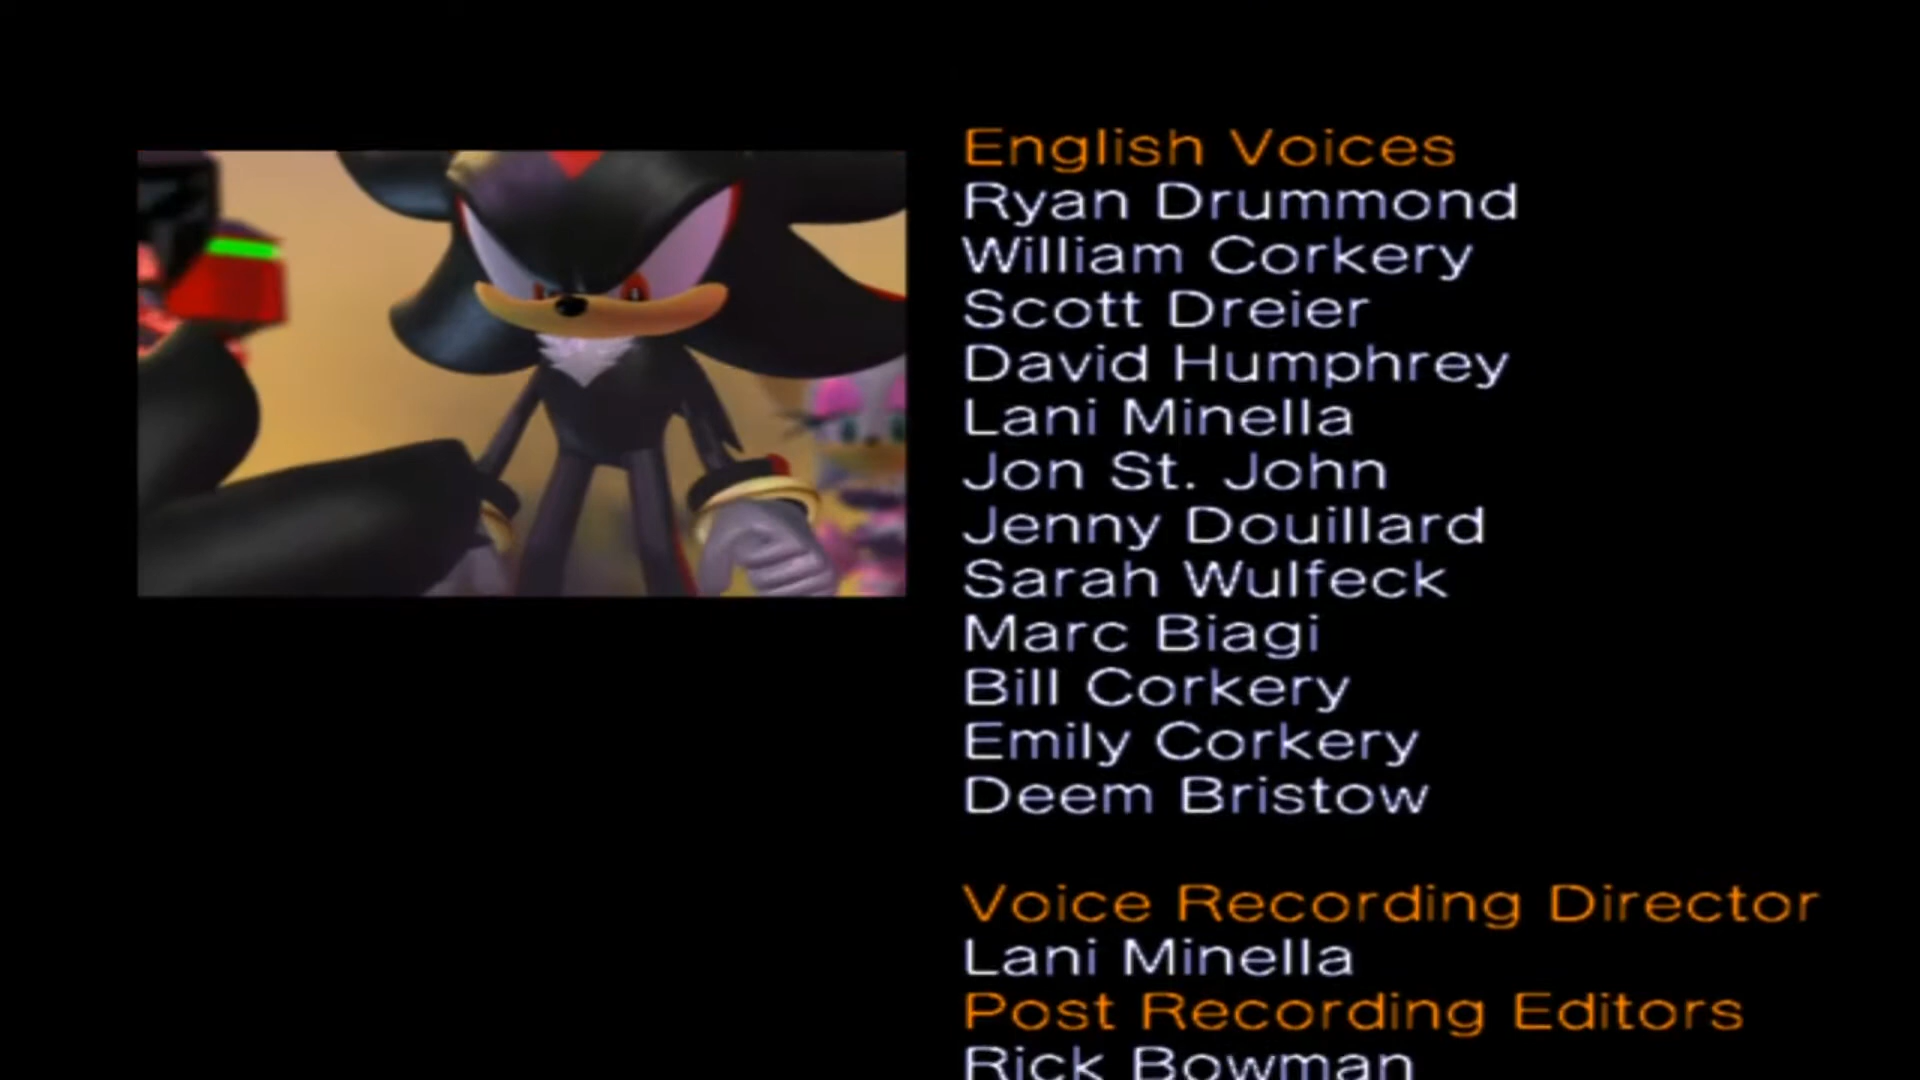 English Voices
Ryan Drummond
William Corkery
Scott Dreier
David Humphrey
Lani Minella
Jon St. John
Jenny Douillard
Sarah Wulfeck
Marc Biagi
Bill Corkery
Emily Corkery
Deem Bristow
Voice Recording Director
Lani Minella
Post Recording Editors
Rick Bowman